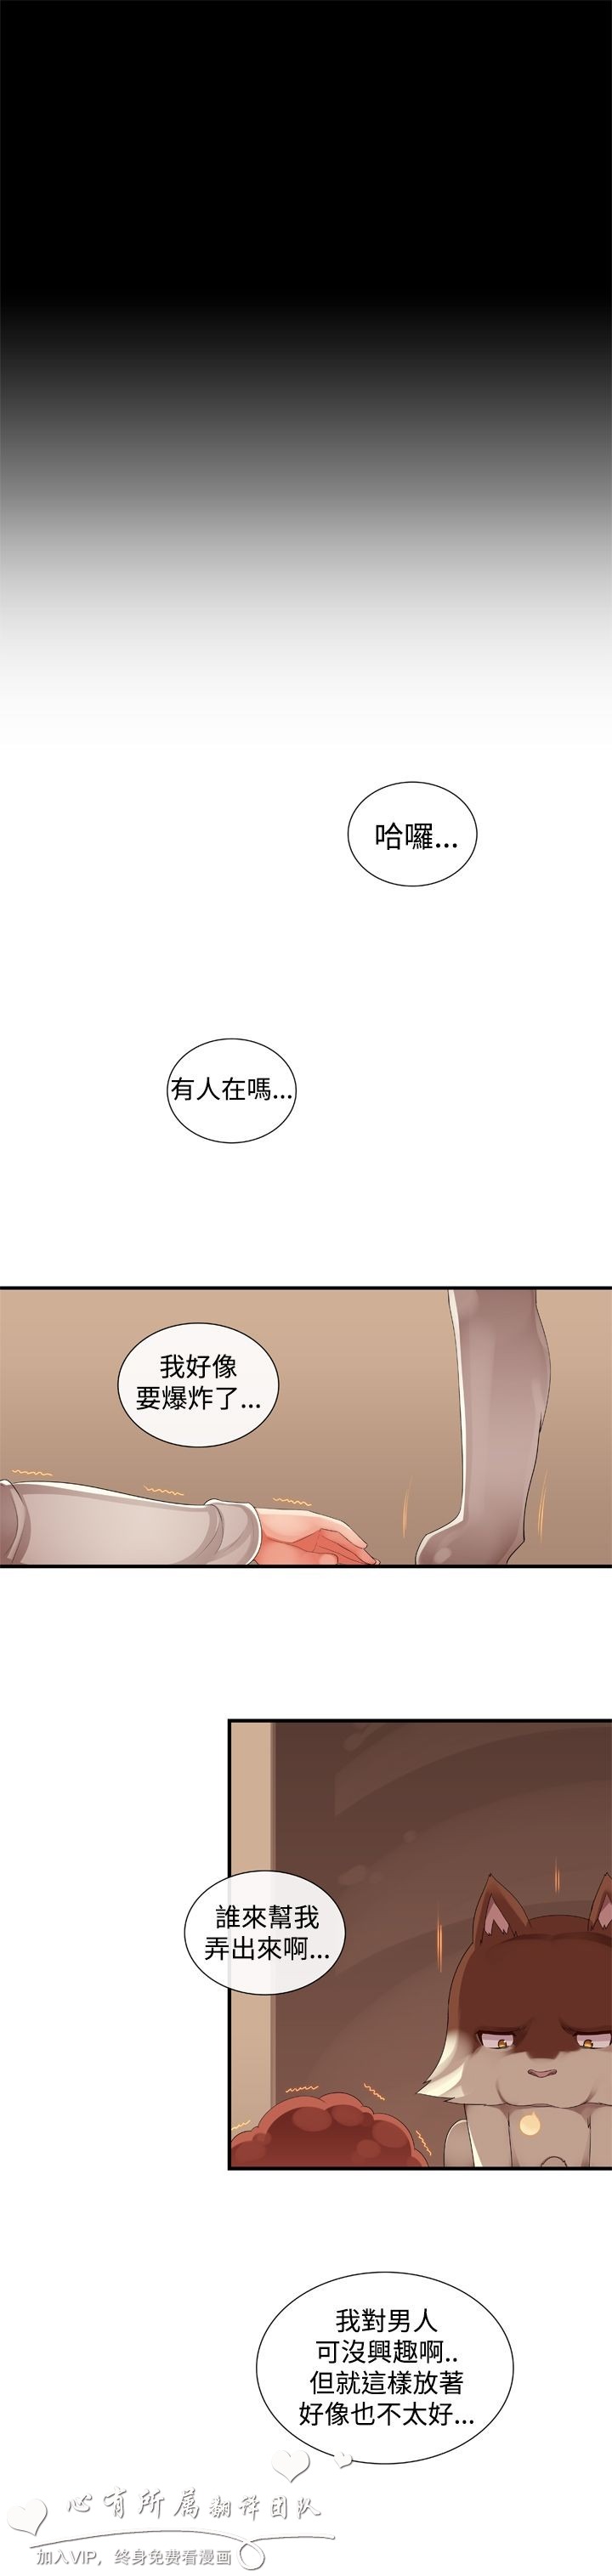 哈囉...
有人在嗎...
我好像
要爆炸了...
誰來幫我
弄出來啊...
我對男人
可沒興趣啊..
但就這樣放著
好像也不太好...
心有所属翻译团队
加入VIP，终身免费看漫画